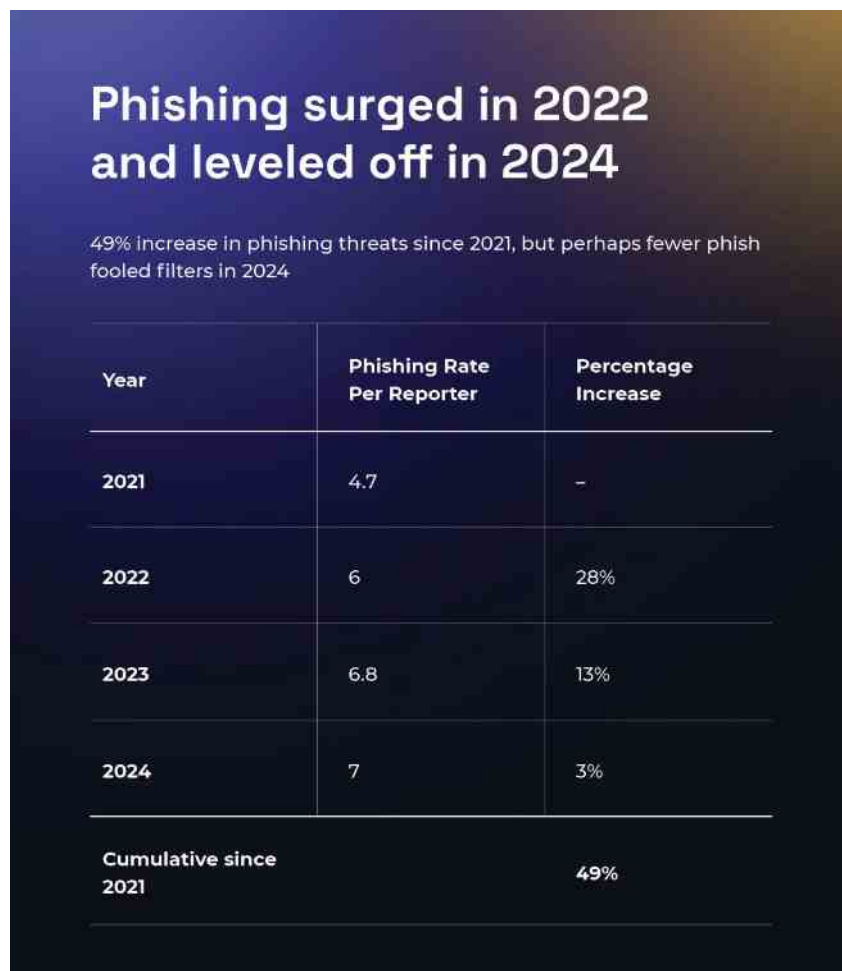 Phishing surged in 2022
and leveled off in 2024
49% increase in phishing threats since 2021, but perhaps fewer phish
fooled filters in 2024
Year
Phishing Rate
Per Reporter
Percentage
Increase
2021
4.7
–
2022
6
28%
2023
6.8
13%
2024
7
3%
Cumulative since
2021
49%